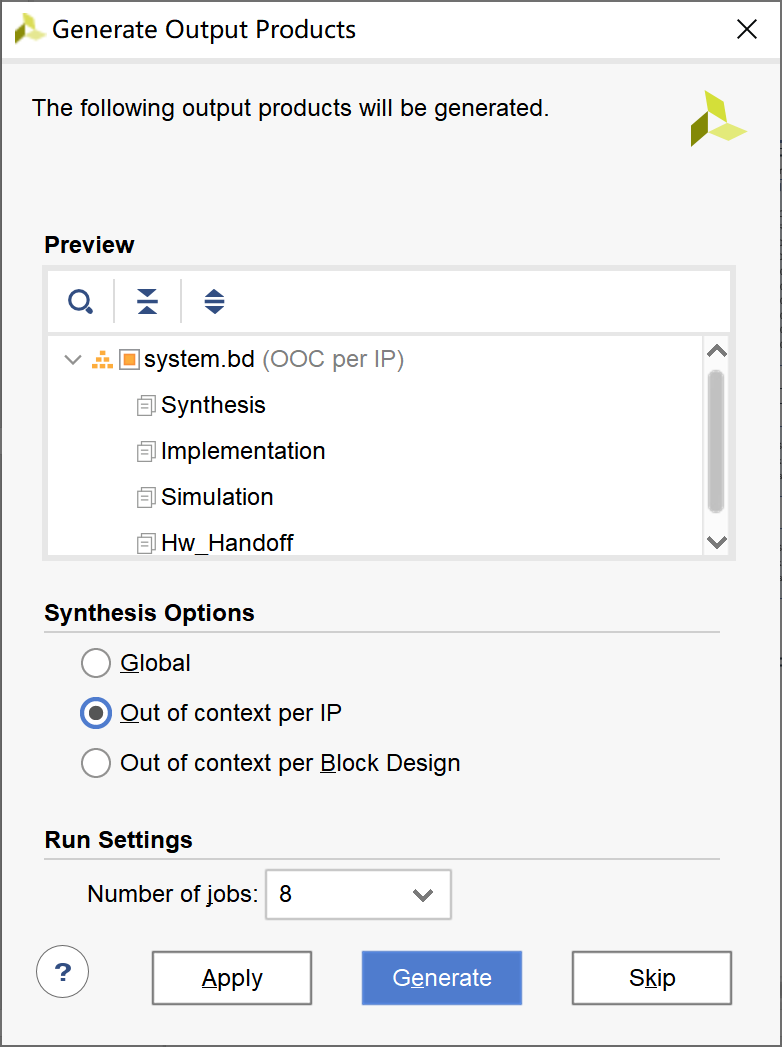 Generate Output Products
The following output products will be generated.
Preview
system.bd (OOC per IP)
Synthesis
Implementation
Simulation
Hw_Handoff
Synthesis Options
Global
Out of context per IP
Out of context per Block Design
Run Settings
Number of jobs: 8
? Apply Generate Skip